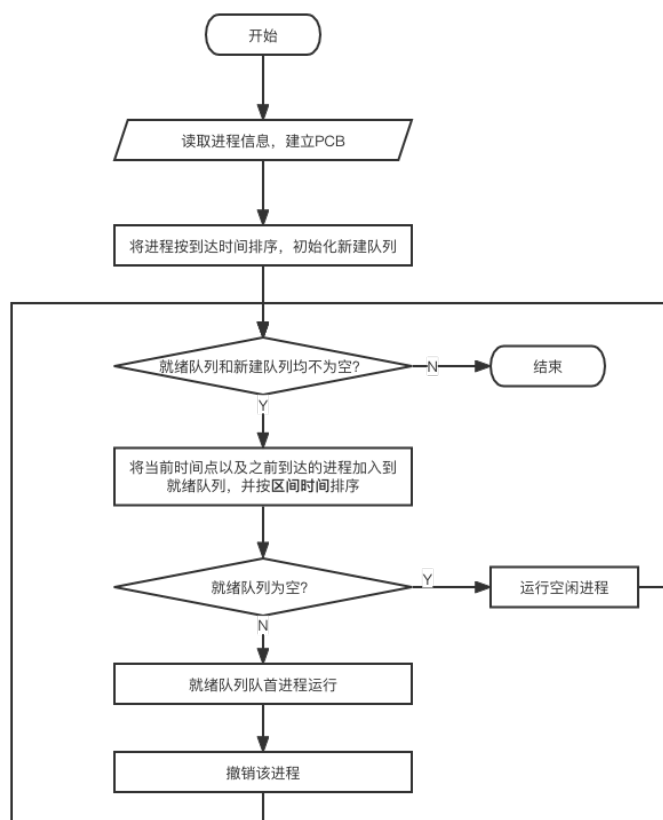 开始
读取进程信息，建立PCB
将进程按到达时间排序，初始化新建队列
就绪队列和新建队列均不为空?
N
结束
Y
将当前时间点以及之前到达的进程加入到
就绪队列，并按区间时间排序
就绪队列为空?
Y
运行空闲进程
N
就绪队列队首进程运行
撤销该进程